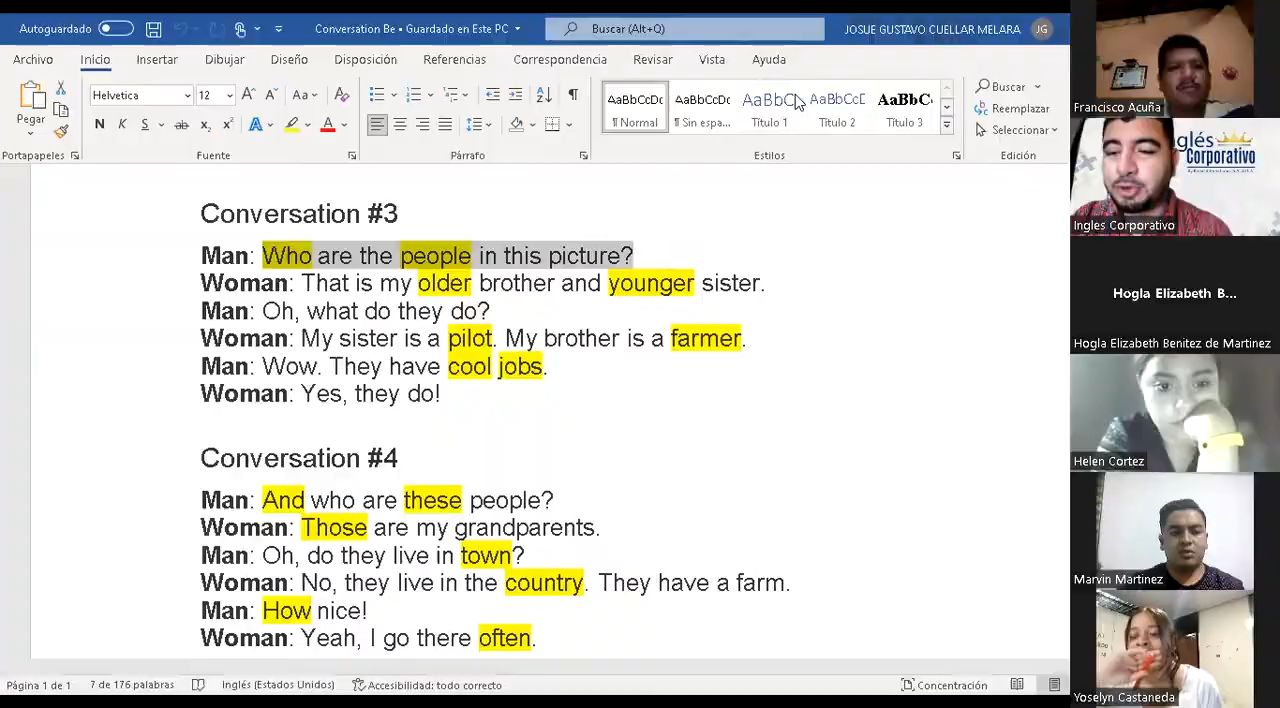 Autoguardado
Conversation Be • Guardado en Este PC
Buscar (Alt+Q)
JOSUE GUSTAVO CUELLAR MELARA
JG
Archivo Inicio Insertar Dibujar Diseño Disposición Referencias Correspondencia Revisar Vista Ayuda
Pegar
Helvetica 12
N K S ab x₂ x²
AaBbCcDc AaBbCcDc AaBbC AaBbCcD AaBbC
¶ Normal ¶ Sin espa... Título 1 Título 2 Título 3
Buscar
Reemplazar
Seleccionar
Portapapeles Fuente Párrafo Estilos Edición
Conversation #3
Man: Who are the people in this picture?
Woman: That is my older brother and younger sister.
Man: Oh, what do they do?
Woman: My sister is a pilot. My brother is a farmer.
Man: Wow. They have cool jobs.
Woman: Yes, they do!
Conversation #4
Man: And who are these people?
Woman: Those are my grandparents.
Man: Oh, do they live in town?
Woman: No, they live in the country. They have a farm.
Man: How nice!
Woman: Yeah, I go there often.
Página 1 de 1 7 de 176 palabras Inglés (Estados Unidos) Accesibilidad: todo correcto Concentración
Francisco Acuña
glés
Corporativo
Ingles Corporativo
Hogla Elizabeth B...
Hogla Elizabeth Benitez de Martinez
Helen Cortez
Marvin Martinez
Yoselyn Castaneda